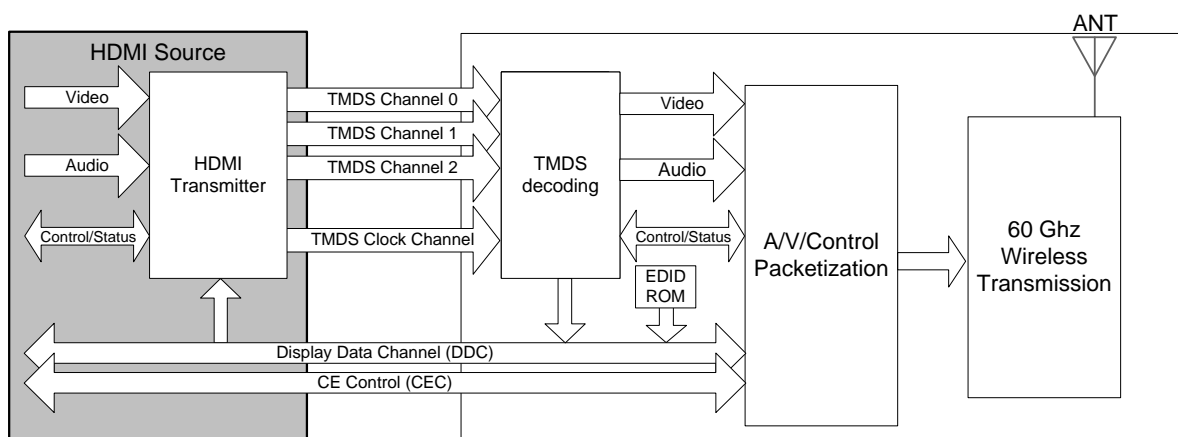 ANT
HDMI Source
Video
Audio
Control/Status
HDMI
Transmitter
TMDS Channel 0
TMDS Channel 1
TMDS Channel 2
TMDS Clock Channel
TMDS
decoding
Video
Audio
Control/Status
EDID
ROM
A/V/Control
Packetization
60 Ghz
Wireless
Transmission
Display Data Channel (DDC)
CE Control (CEC)